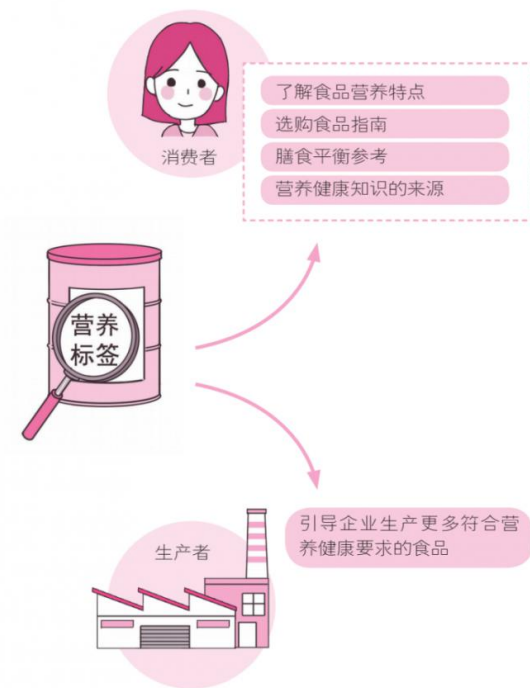 消费者
了解食品营养特点
选购食品指南
膳食平衡参考
营养健康知识的来源
营养
标签
生产者
引导企业生产更多符合营
养健康要求的食品